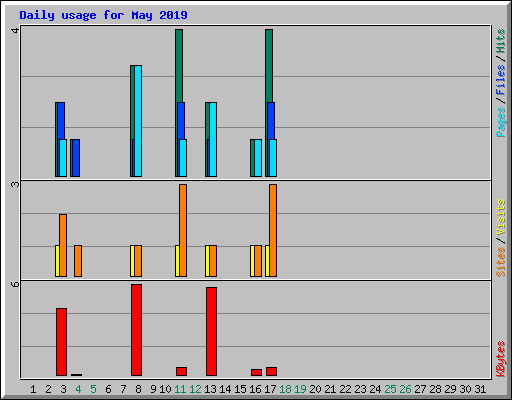 Daily usage for May 2019
4
3
6
Pages / Files / Hits
Sites / Visits
KBytes
1 2 3 4 5 6 7 8 9 10 11 12 13 14 15 16 17 18 19 20 21 22 23 24 25 26 27 28 29 30 31